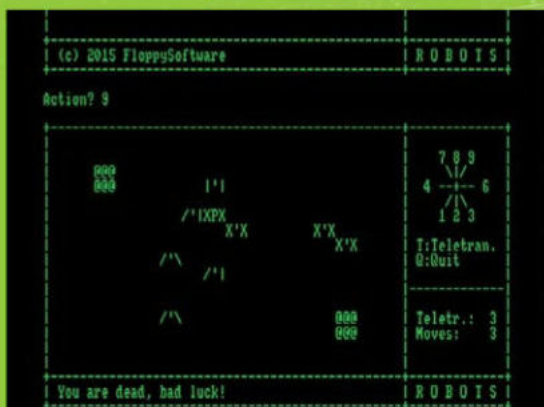 (c) 2015 FloppySoftware
R O B O T S
Action? 9
7 8 9
4 6
1 2 3
T:Teletran.
Q:Quit
Teletr.: 3
Moves: 3
@@@
@@@
|'|
/'|XPX
X'X X'X
X'X
/'\
/'|
/'\ @@@
@@@
You are dead, bad luck!
R O B O T S